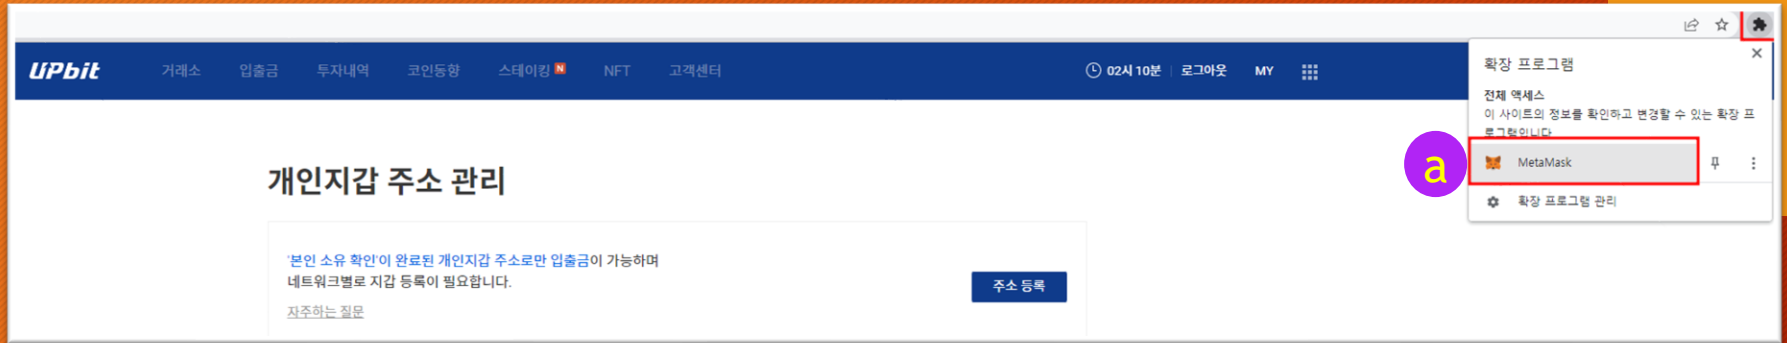 UPbit 거래소 입출금 투자내역 코인동향 스테이킹 N NFT 고객센터 02시 10분 로그아웃 MY
확장 프로그램
전체 액세스
이 사이트의 정보를 확인하고 변경할 수 있는 확장 프
로그램입니다
a
MetaMask
확장 프로그램 관리
개인지갑 주소 관리
'본인 소유 확인'이 완료된 개인지갑 주소로만 입출금이 가능하며
네트워크별로 지갑 등록이 필요합니다.
자주하는 질문
주소 등록